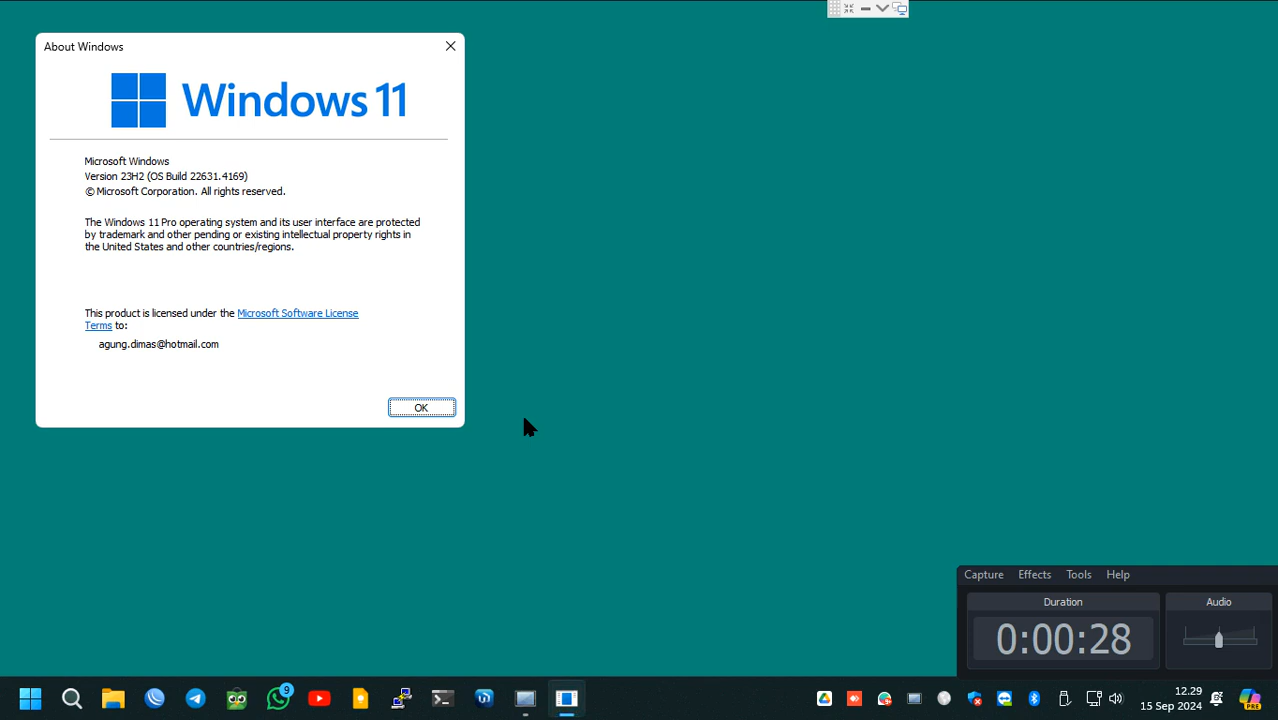 About Windows
Windows 11
Microsoft Windows
Version 23H2 (OS Build 22631.4169)
© Microsoft Corporation. All rights reserved.
The Windows 11 Pro operating system and its user interface are protected
by trademark and other pending or existing intellectual property rights in
the United States and other countries/regions.
This product is licensed under the Microsoft Software License
Terms to:
agung.dimas@hotmail.com
OK
Capture Effects Tools Help
Duration Audio
0:00:28
9
12.29
15 Sep 2024
PRE